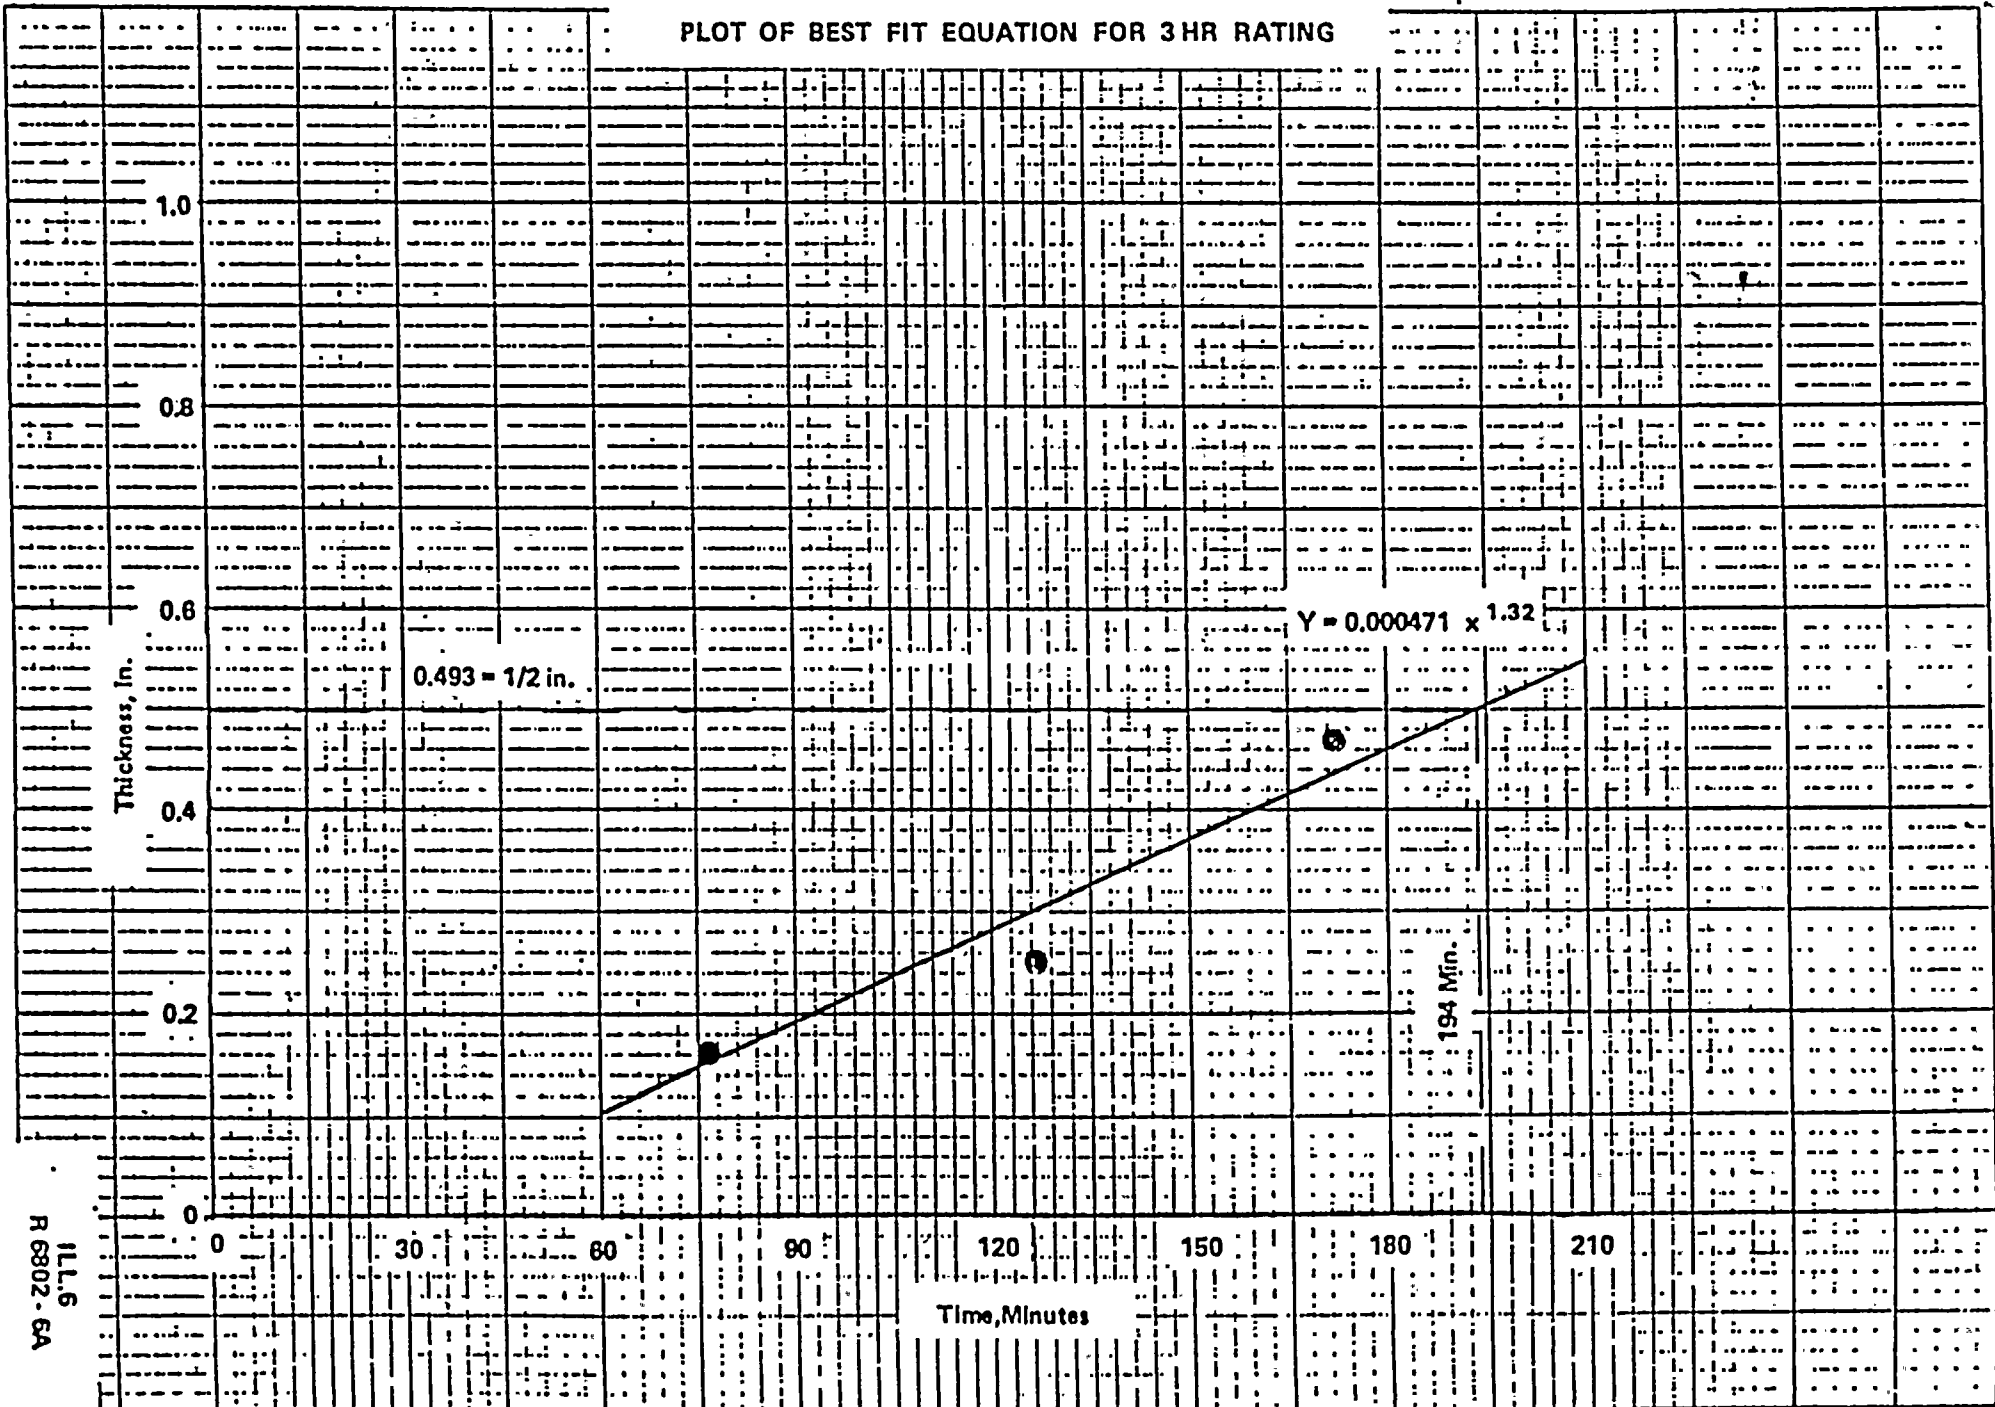 PLOT OF BEST FIT EQUATION FOR 3 HR RATING
1.0
0.8
0.6
Y = 0.000471 x 1.32
0.493 = 1/2 in.
Thickness, In.
0.4
194 Min.
0.2
0
0 30 60 90 120 150 180 210
Time,Minutes
ILL.6
R6802-6A